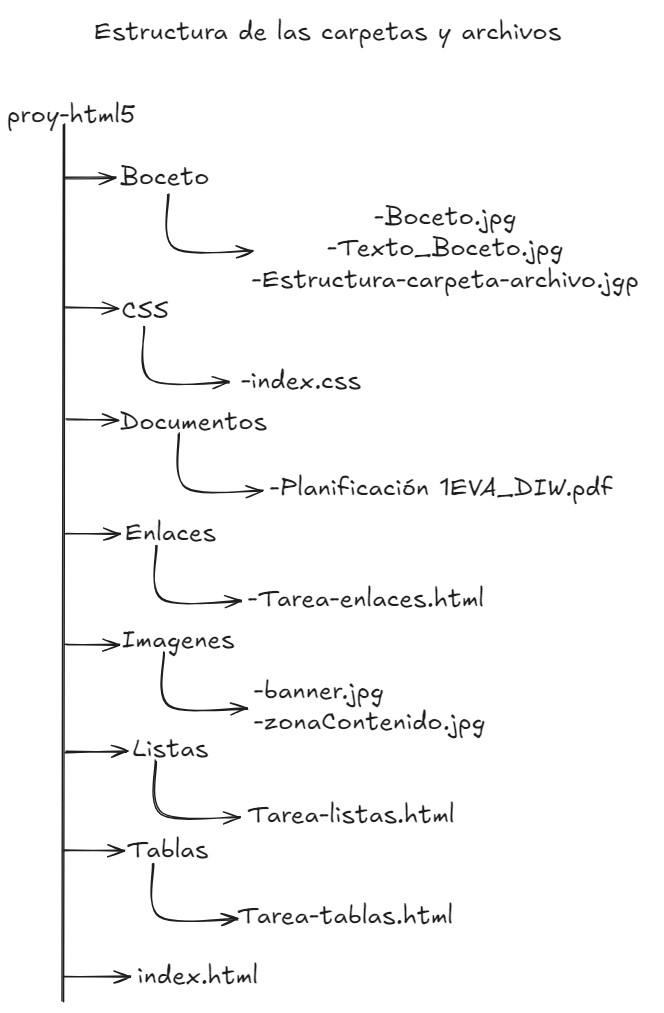 Estructura de las carpetas y archivos
proy-html5
Boceto
-Boceto.jpg
-Texto_Boceto.jpg
-Estructura-carpeta-archivo.jgp
CSS
-index.css
Documentos
-Planificación 1EVA_DIW.pdf
Enlaces
-Tarea-enlaces.html
Imagenes
-banner.jpg
-zonaContenido.jpg
Listas
Tarea-listas.html
Tablas
Tarea-tablas.html
index.html